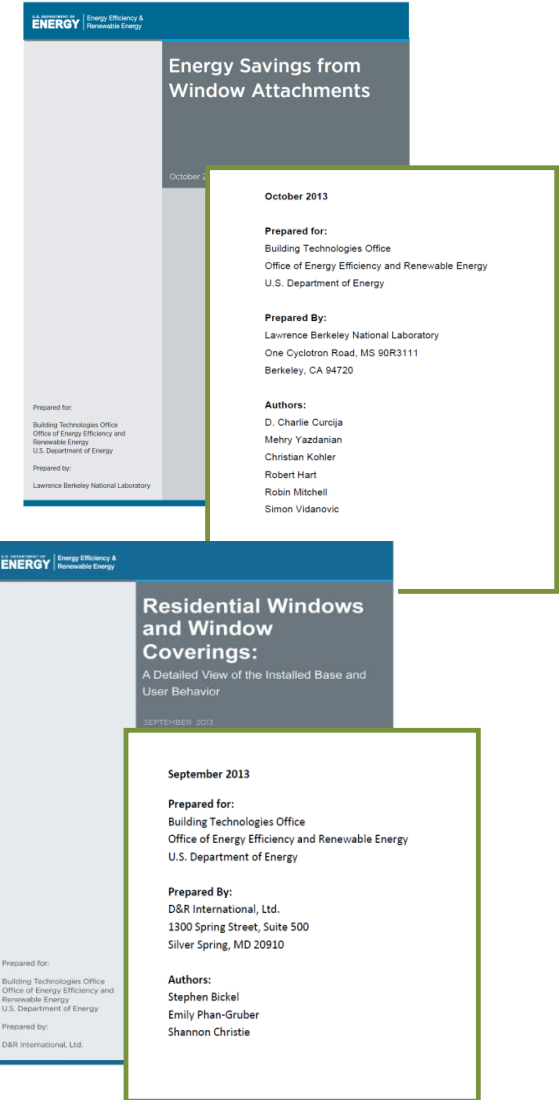 U.S. DEPARTMENT OF
ENERGY
Energy Efficiency &
Renewable Energy
Energy Savings from
Window Attachments
October 2
Prepared for:
Building Technologies Office
Office of Energy Efficiency and
Renewable Energy
U.S. Department of Energy
Prepared by:
Lawrence Berkeley National Laboratory
October 2013
Prepared for:
Building Technologies Office
Office of Energy Efficiency and Renewable Energy
U.S. Department of Energy
Prepared By:
Lawrence Berkeley National Laboratory
One Cyclotron Road, MS 90R3111
Berkeley, CA 94720
Authors:
D. Charlie Curcija
Mehry Yazdanian
Christian Kohler
Robert Hart
Robin Mitchell
Simon Vidanovic
U.S. DEPARTMENT OF
ENERGY
Energy Efficiency &
Renewable Energy
Residential Windows
and Window
Coverings:
A Detailed View of the Installed Base and
User Behavior
SEPTEMBER 2013
Prepared for:
Building Technologies Office
Office of Energy Efficiency and
Renewable Energy
U.S. Department of Energy
Prepared by:
D&R International, Ltd.
September 2013
Prepared for:
Building Technologies Office
Office of Energy Efficiency and Renewable Energy
U.S. Department of Energy
Prepared By:
D&R International, Ltd.
1300 Spring Street, Suite 500
Silver Spring, MD 20910
Authors:
Stephen Bickel
Emily Phan-Gruber
Shannon Christie